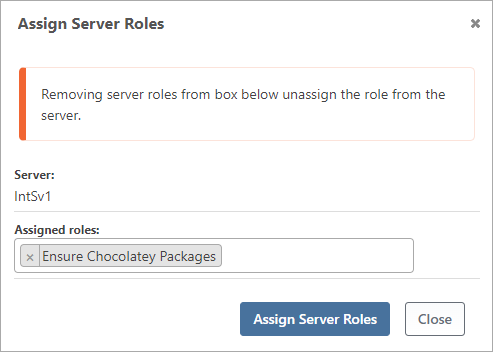 Assign Server Roles ×
Removing server roles from box below unassign the role from the
server.
Server:
IntSv1
Assigned roles:
× Ensure Chocolatey Packages
Assign Server Roles Close